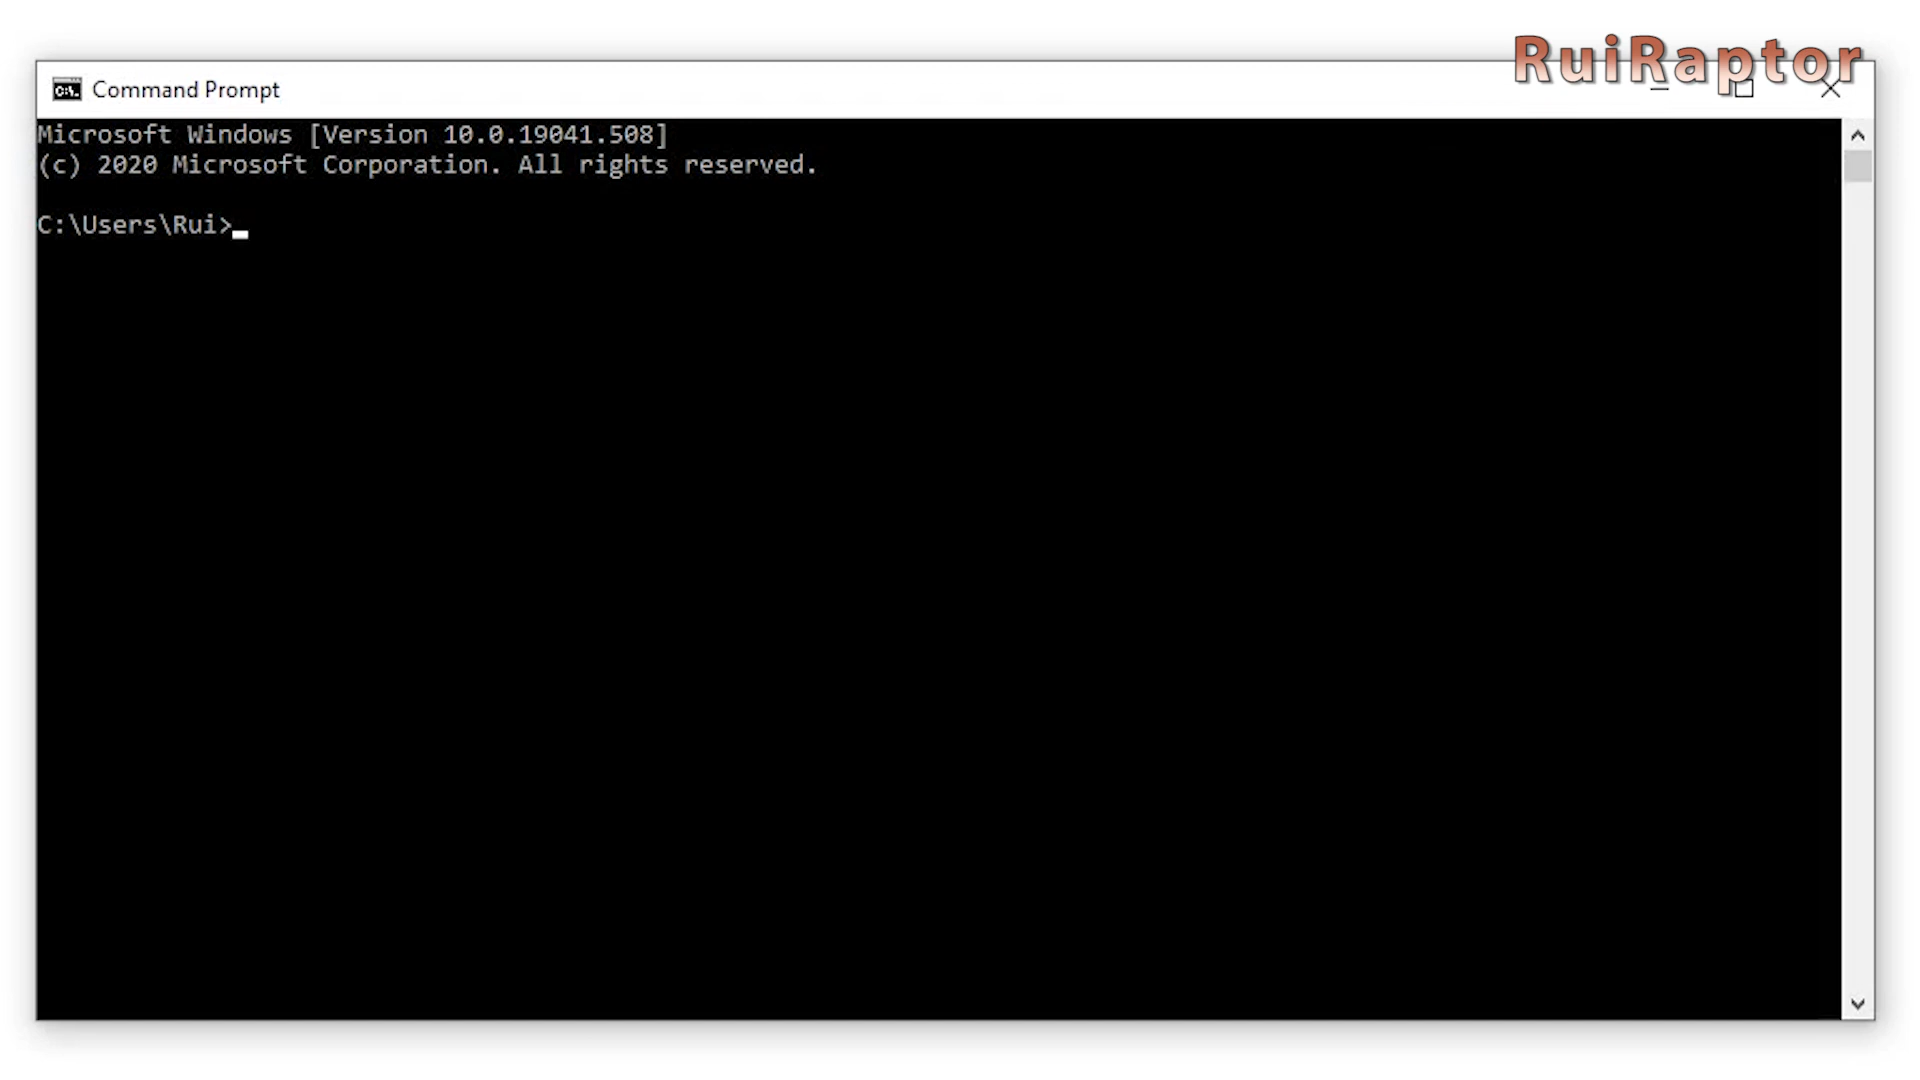 RuiRaptor
Command Prompt
Microsoft Windows [Version 10.0.19041.508]
(c) 2020 Microsoft Corporation. All rights reserved.
C:\Users\Rui>